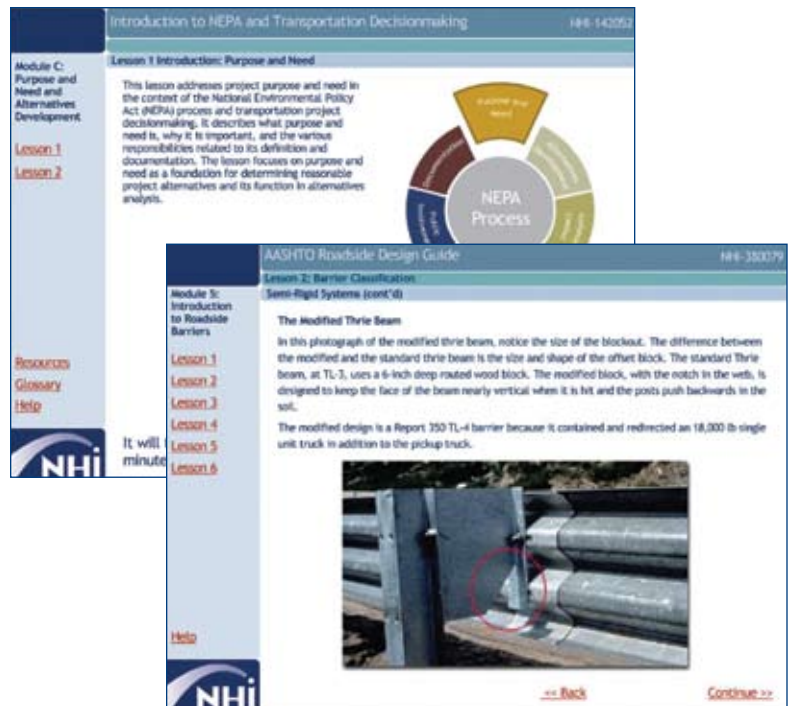 Introduction to NEPA and Transportation Decisionmaking
NHI-142052
Module C:
Purpose and
Need and
Alternatives
Development
Lesson 1
Lesson 2
Resources
Glossary
Help
NHi
Lesson 1 Introduction: Purpose and Need
This lesson addresses project purpose and need in
the context of the National Environmental Policy
Act (NEPA) process and transportation project
decisionmaking. It describes what purpose and
need is, why it is important, and the various
responsibilities related to its definition and
documentation. The lesson focuses on purpose and
need as a foundation for determining reasonable
project alternatives and its function in alternatives
analysis.
Purpose and
Need
Documentation
Public
NEPA
Process
It will
minute
AASHTO Roadside Design Guide
NHI-380079
Lesson 2: Barrier Classification
Semi-Rigid Systems (cont'd)
Module 5:
Introduction
to Roadside
Barriers
Lesson 1
Lesson 2
Lesson 3
Lesson 4
Lesson 5
Lesson 6
Help
NHi
The Modified Thrie Beam
In this photograph of the modified thrie beam, notice the size of the blockout. The difference between
the modified and the standard thrie beam is the size and shape of the offset block. The standard Thrie
beam, at TL-3, uses a 6-inch deep routed wood block. The modified block, with the notch in the web, is
designed to keep the face of the beam nearly vertical when it is hit and the posts push backwards in the
soil.
The modified design is a Report 350 TL-4 barrier because it contained and redirected an 18,000 lb single
unit truck in addition to the pickup truck.
<< Back
Continue >>